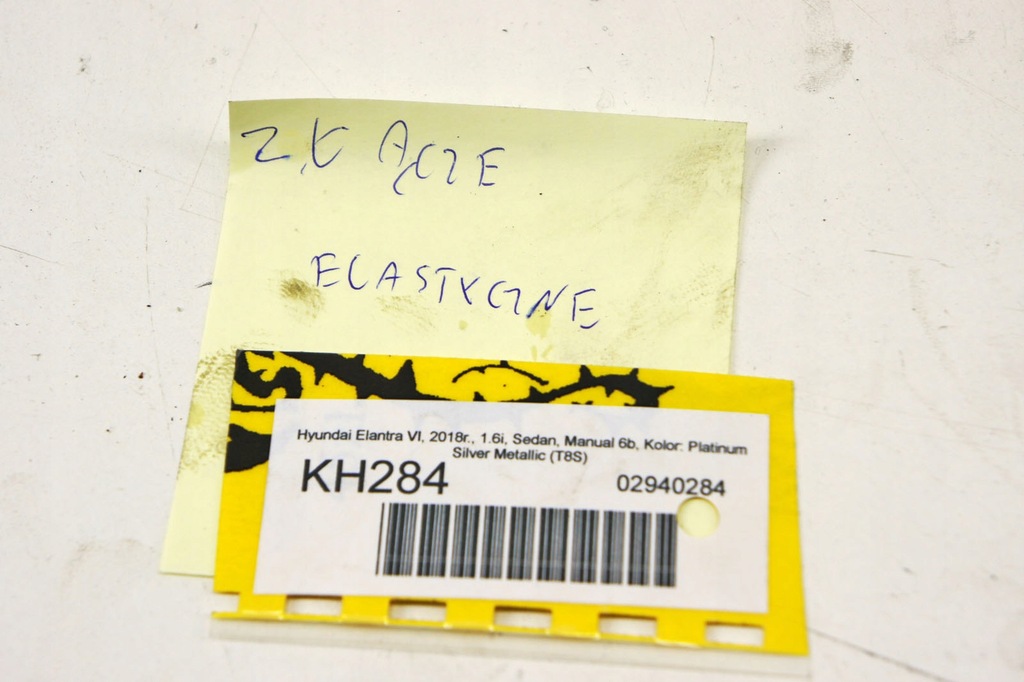 ZŁĄCZE
ELASTYCZNE
Hyundai Elantra VI, 2018r., 1.6i, Sedan, Manual 6b, Kolor: Platinum
Silver Metallic (T8S)
KH284 02940284